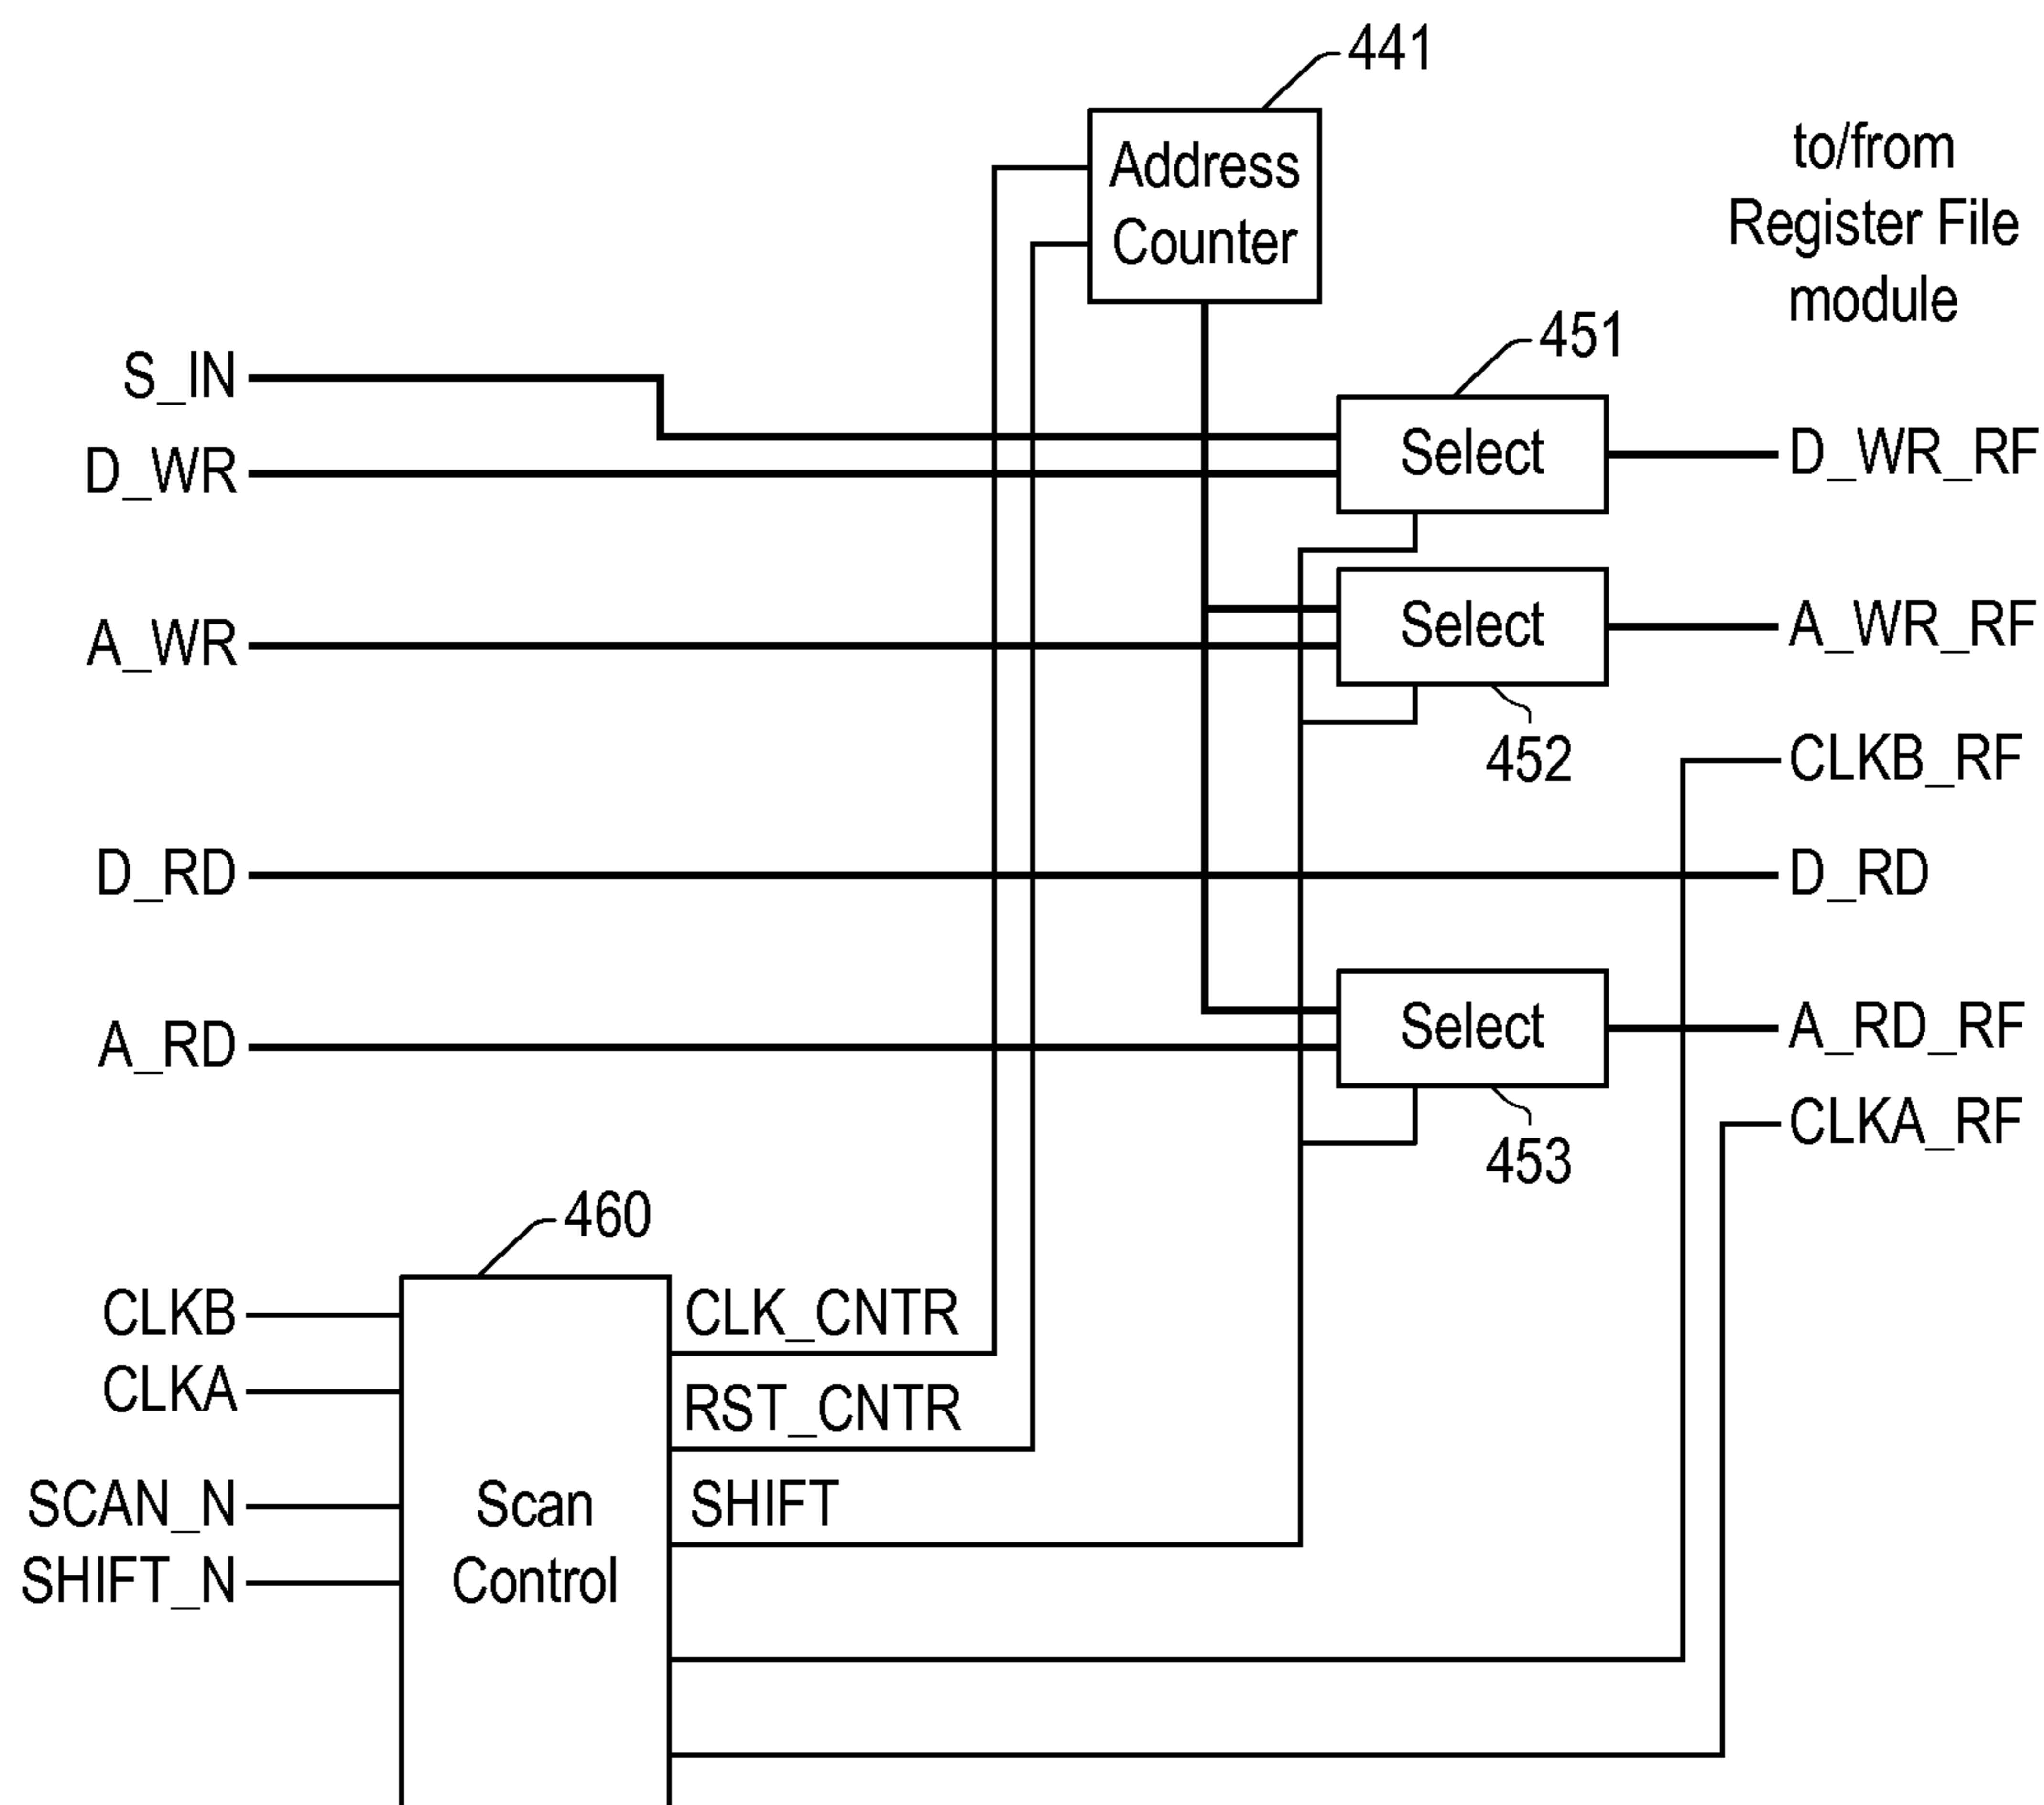 441
Address
Counter
to/from
Register File
module
451
S_IN
Select
D_WR
D_WR_RF
Select
A_WR
A_WR_RF
452
CLKB_RF
D_RD
D_RD
Select
A_RD
A_RD_RF
CLKA_RF
453
460
CLKB
CLK_CNTR
CLKA
RST_CNTR
SCAN_N
Scan
Control
SHIFT
SHIFT_N